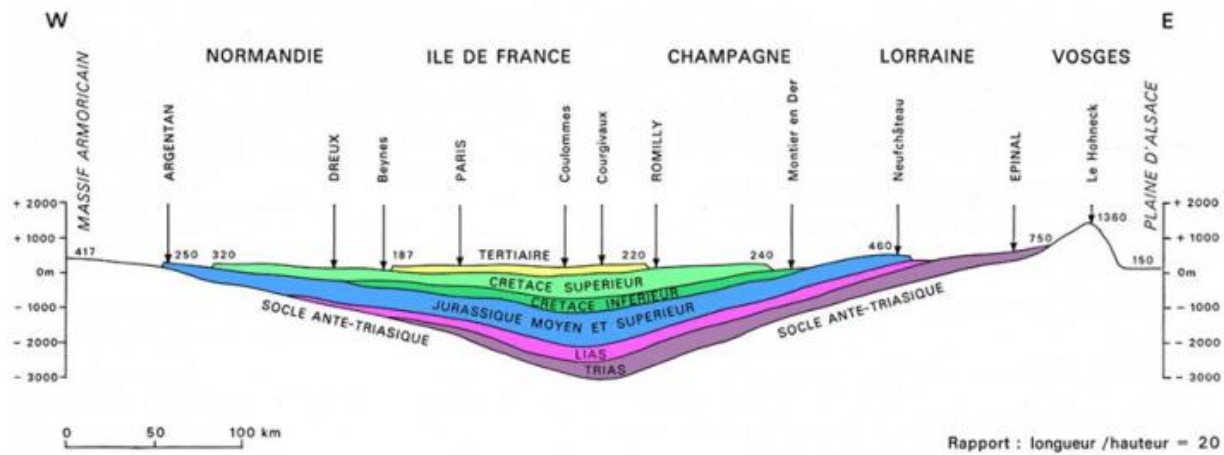 W
E
NORMANDIE
ILE DE FRANCE
CHAMPAGNE
LORRAINE
VOSGES
MASSIF ARMORICAIN
ARGENTAN
DREUX
Beynes
PARIS
Coulommes
Courgivaux
ROMILLY
Montier en Der
Neufchâteau
EPINAL
Le Hohneck
PLAINE D'ALSACE
+ 2000
+ 1000
0m
- 1000
- 2000
- 3000
+ 2000
+ 1000
0m
- 1000
- 2000
- 3000
417
250
320
187
220
240
460
750
1360
150
TERTIAIRE
CRETACE SUPERIEUR
CRETACE INFERIEUR
JURASSIQUE MOYEN ET SUPERIEUR
LIAS
TRIAS
SOCLE ANTE-TRIASIQUE
SOCLE ANTE-TRIASIQUE
0 50 100 km
Rapport : longueur /hauteur = 20